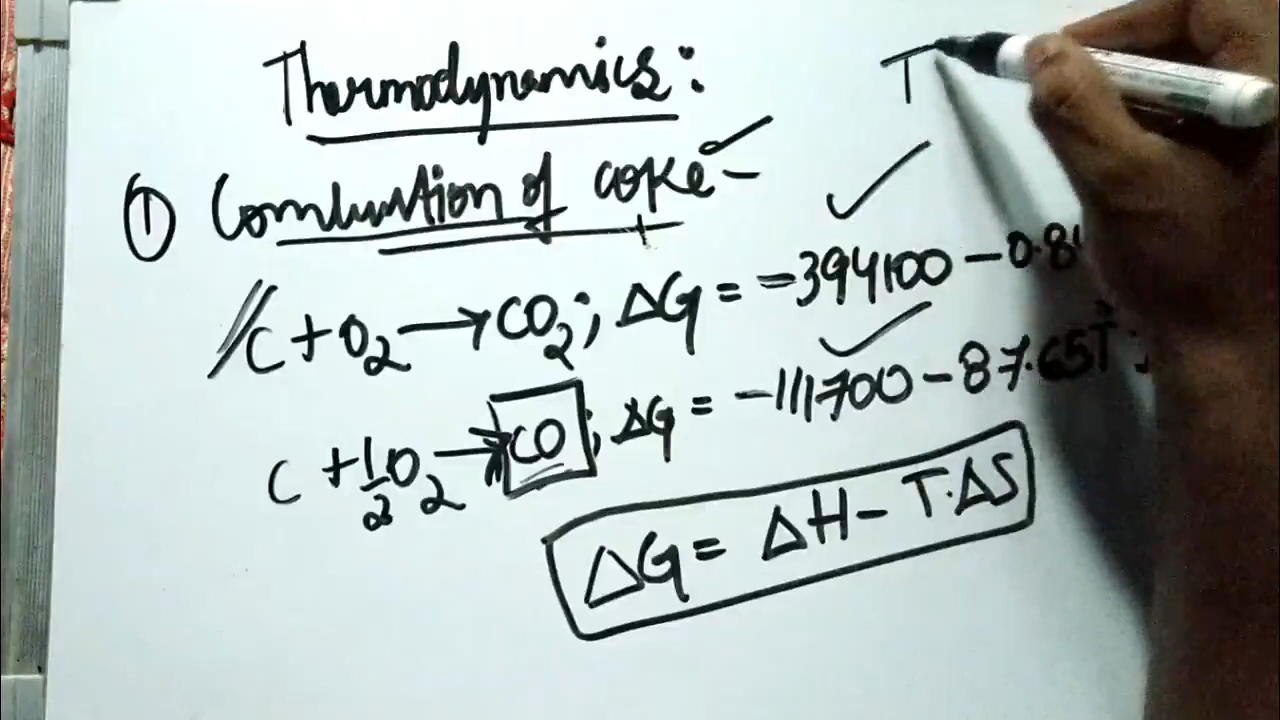 Thermodynamics:
T
① Combustion of coke –
C + O₂ → CO₂; ΔG = -394100 - 0.8
C + 1/2 O₂ → CO; ΔG = -111700 - 87.65T;
ΔG = ΔH - T·ΔS